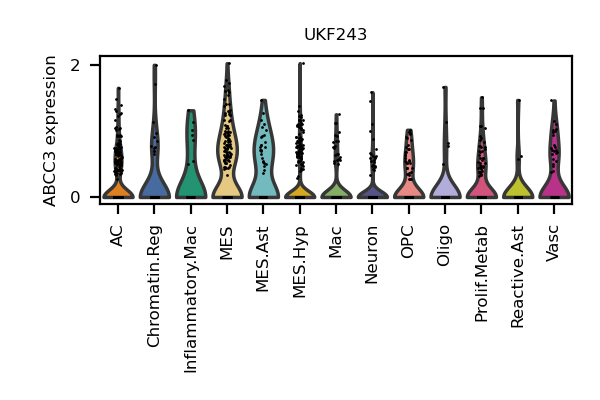 UKF243
ABCC3 expression
2
0
AC
Chromatin.Reg
Inflammatory.Mac
MES
MES.Ast
MES.Hyp
Mac
Neuron
OPC
Oligo
Prolif.Metab
Reactive.Ast
Vasc